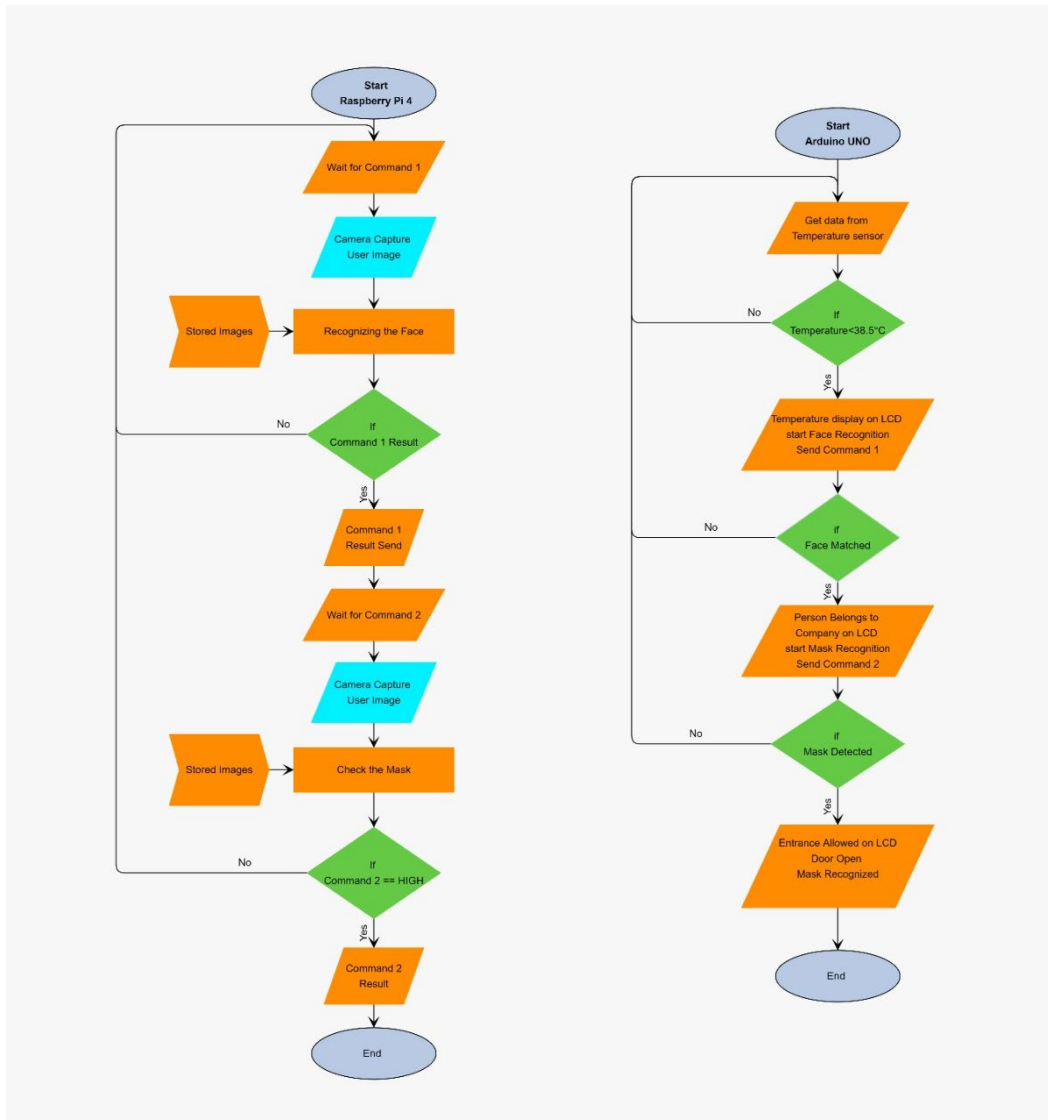 Start
Raspberry Pi 4
Wait for Command 1
Camera Capture
User Image
Stored Images
Recognizing the Face
No
If
Command 1 Result
Yes
Command 1
Result Send
Wait for Command 2
Camera Capture
User Image
Stored Images
Check the Mask
No
If
Command 2 == HIGH
Yes
Command 2
Result
End
Start
Arduino UNO
Get data from
Temperature sensor
No
If
Temperature<38.5°C
Yes
Temperature display on LCD
start Face Recognition
Send Command 1
No
if
Face Matched
Yes
Person Belongs to
Company on LCD
start Mask Recognition
Send Command 2
No
if
Mask Detected
Yes
Entrance Allowed on LCD
Door Open
Mask Recognized
End